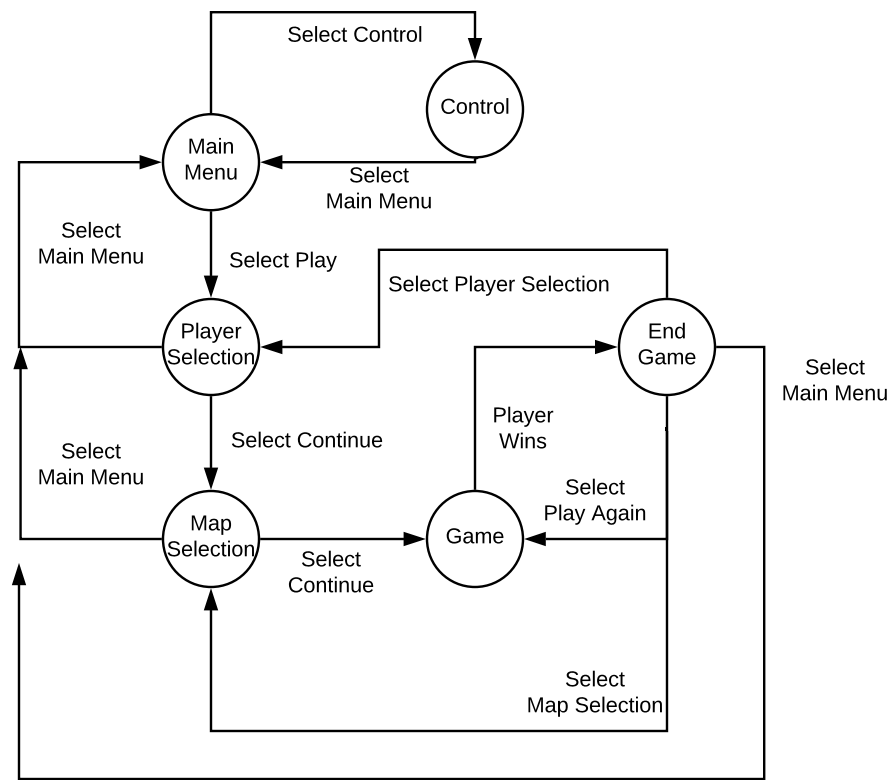 Select Control
Control
Main
Menu
Select
Main Menu
Select
Main Menu
Select Play
Select Player Selection
Player
Selection
End
Game
Select
Main Menu
Player
Wins
Select Continue
Select
Main Menu
Select
Play Again
Map
Selection
Game
Select
Continue
Select
Map Selection